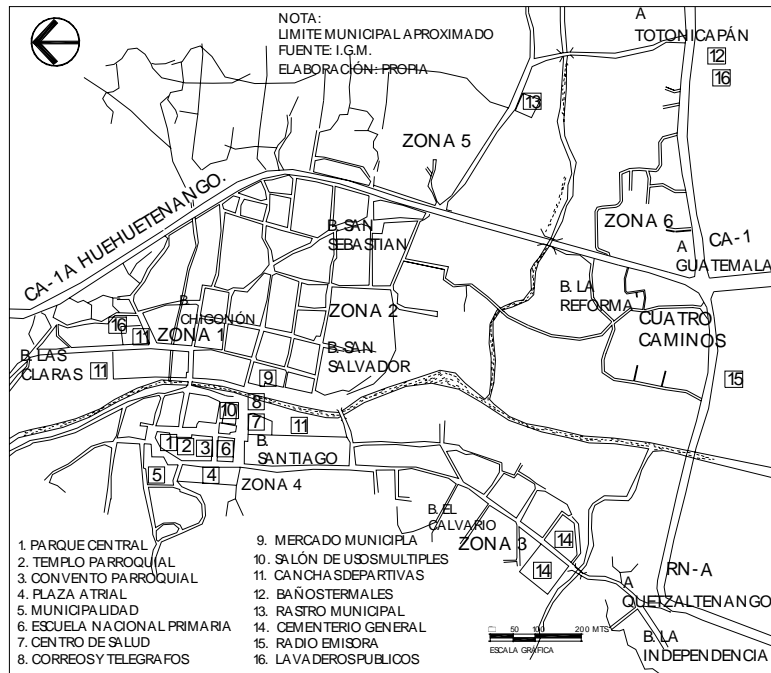 NOTA:
LIMITE MUNICIPAL APROXIMADO
FUENTE: I.G.M.
ELABORACIÓN: PROPIA
A
TOTONICAPÁN
12
16
13
ZONA 5
CA-1 A HUEHUETENANGO.
ZONA 6
CA-1
A
GUATEMALA
B. SAN
SEBASTIAN
B. LA
REFORMA
CUATRO
CAMINOS
B.
CHIGONÓN
ZONA 1
ZONA 2
16
11
B. LAS
CLARAS
11
B. SAN
SALVADOR
15
9
8
10
7
11
1
2
3
6
B.
SANTIAGO
5
4
ZONA 4
B. EL
CALVARIO
ZONA 3
14
14
RN-A
A
QUETZALTENANGO
B. LA
INDEPENDENCIA
1. PARQUE CENTRAL
2. TEMPLO PARROQUIAL
3. CONVENTO PARROQUIAL
4. PLAZA ATRIAL
5. MUNICIPALIDAD
6. ESCUELA NACIONAL PRIMARIA
7. CENTRO DE SALUD
8. CORREOS Y TELEGRAFOS
9. MERCADO MUNICIPLA
10. SALÓN DE USOS MULTIPLES
11. CANCHAS DEPARTIVAS
12. BAÑOS TERMALES
13. RASTRO MUNICIPAL
14. CEMENTERIO GENERAL
15. RADIO EMISORA
16. LAVADEROS PUBLICOS
50 100 200 MTS
ESCALA GRÁFICA